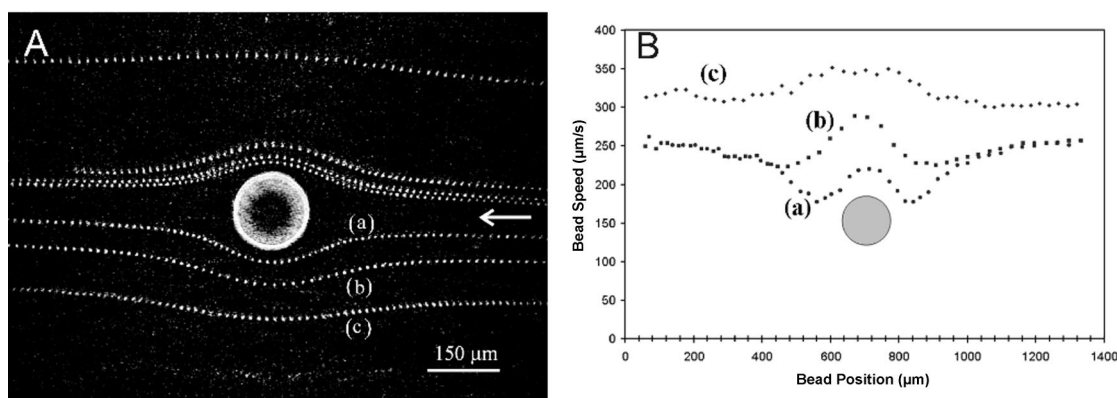 A
(a)
(b)
(c)
150 µm
B
Bead Speed (µm/s)
400
350
300
250
200
150
100
50
0
(c)
(b)
(a)
0 200 400 600 800 1000 1200 1400
Bead Position (µm)